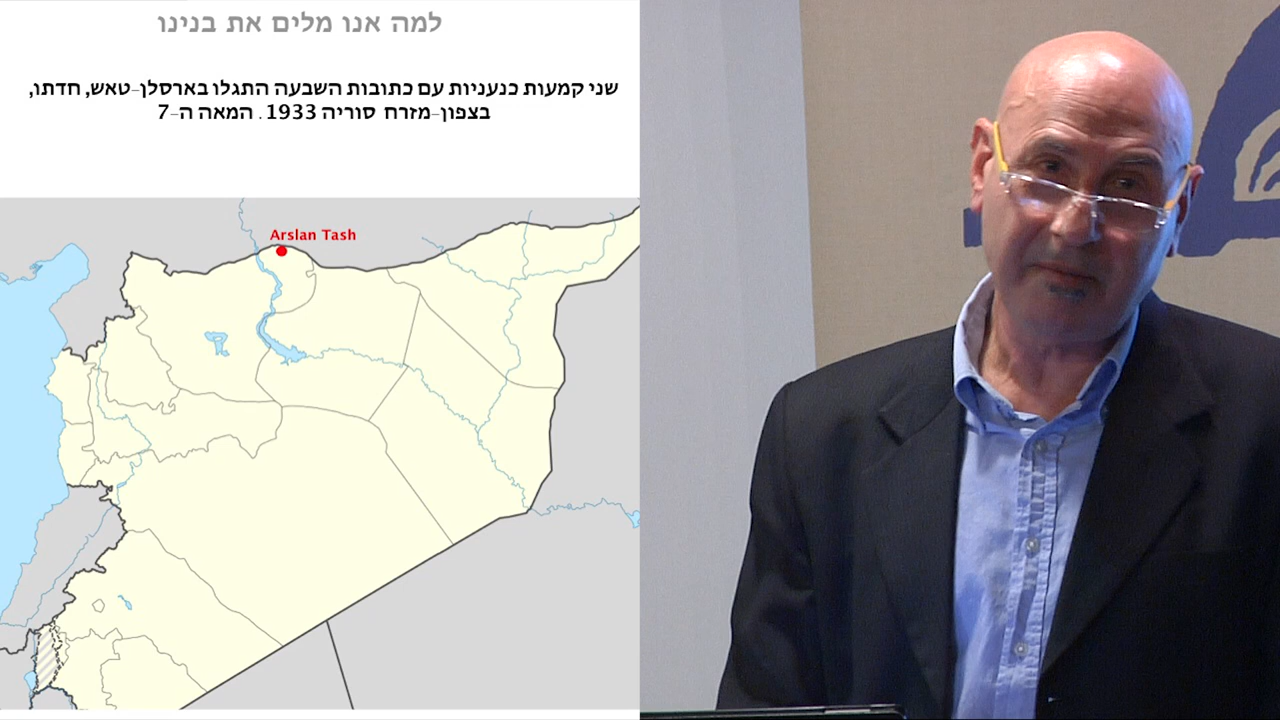 למה אנו מלים את בנינו
שני קמעות כנעניות עם כתובות השבעה התגלו בארסלן-טאש, חדתו,
בצפון-מזרח סוריה 1933. המאה ה-7
Arslan Tash